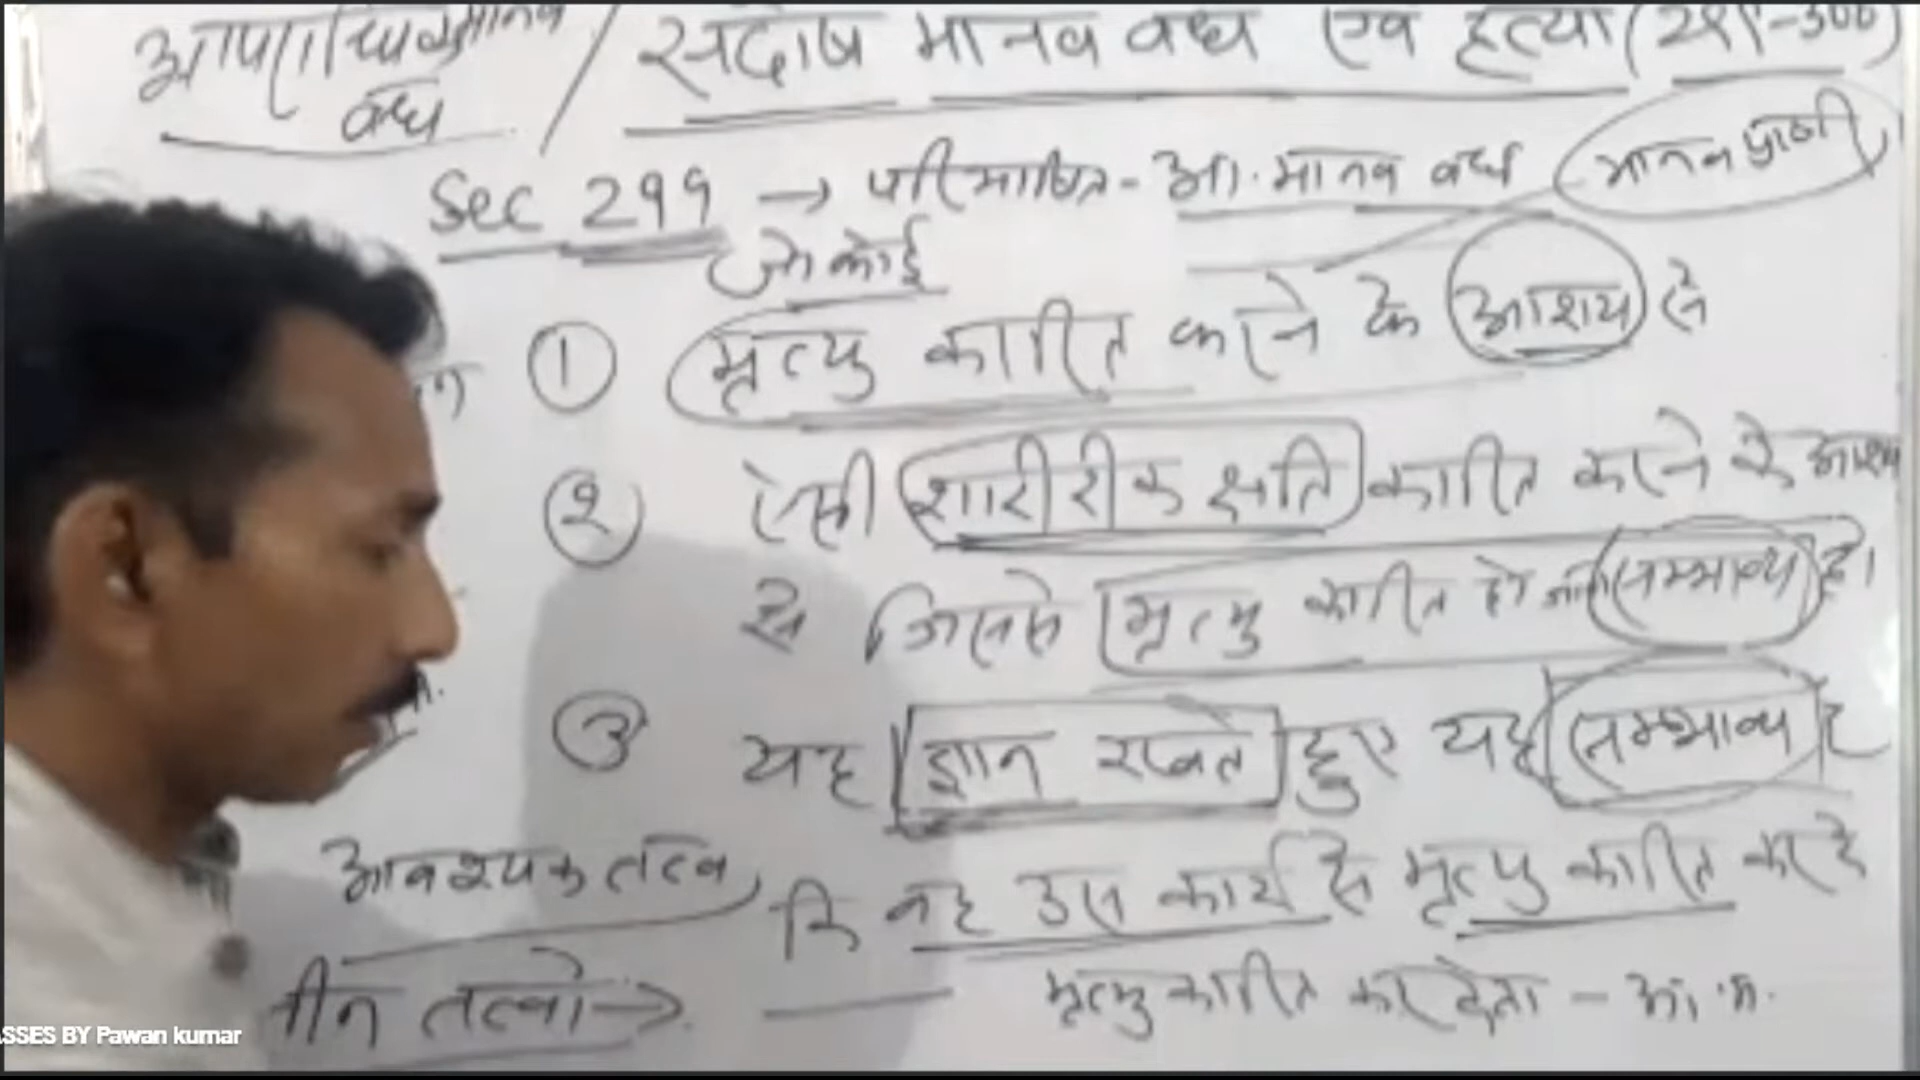 आपराधिक मानव वध / सदोष मानव वध एवं हत्या (299-300)
Sec 299 → परिभाषित - आ. मानव वध मानव प्राणी
जो कोई
① मृत्यु कारित करने के आशय से
② ऐसी शारीरीक क्षति कारित करने के आशय
से जिससे मृत्यु कारित हो जाना सम्भाव्य है।
③ यह ज्ञान रखते हुए यह सम्भाव्य है
आवश्यक तत्व कि वह उस कार्य से मृत्यु कारित कर दे
तीन तत्वो → मृत्यु कारित कर देता - आ. म.
ASSES BY Pawan kumar